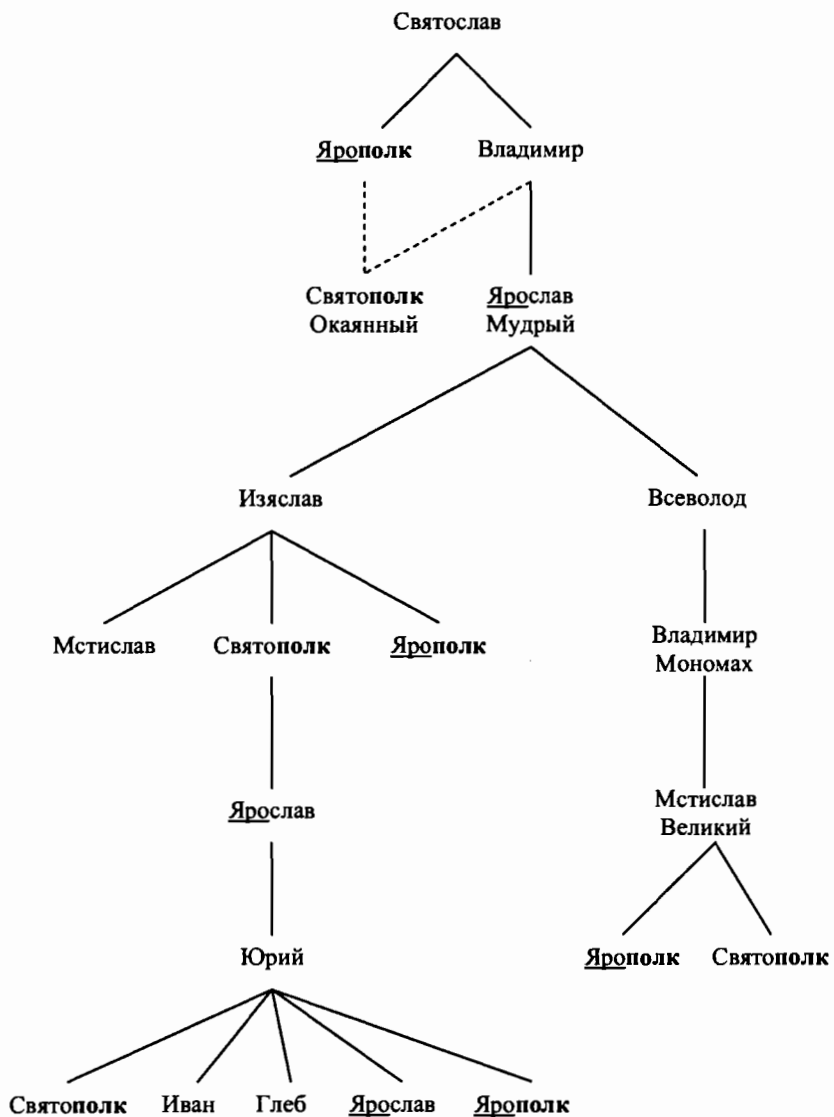 Святослав
Ярополк Владимир
Святополк Ярослав
Окаянный Мудрый
Изяслав Всеволод
Мстислав Святополк Ярополк Владимир
Мономах
Ярослав Мстислав
Великий
Юрий Ярополк Святополк
Святополк Иван Глеб Ярослав Ярополк